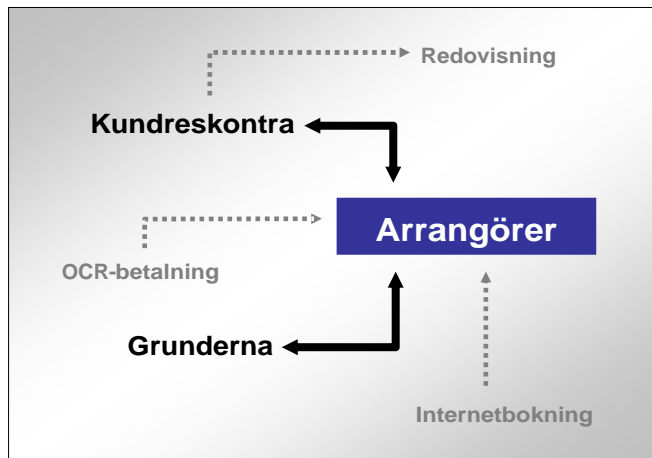 Redovisning
Kundreskontra
Arrangörer
OCR-betalning
Grunderna
Internetbokning